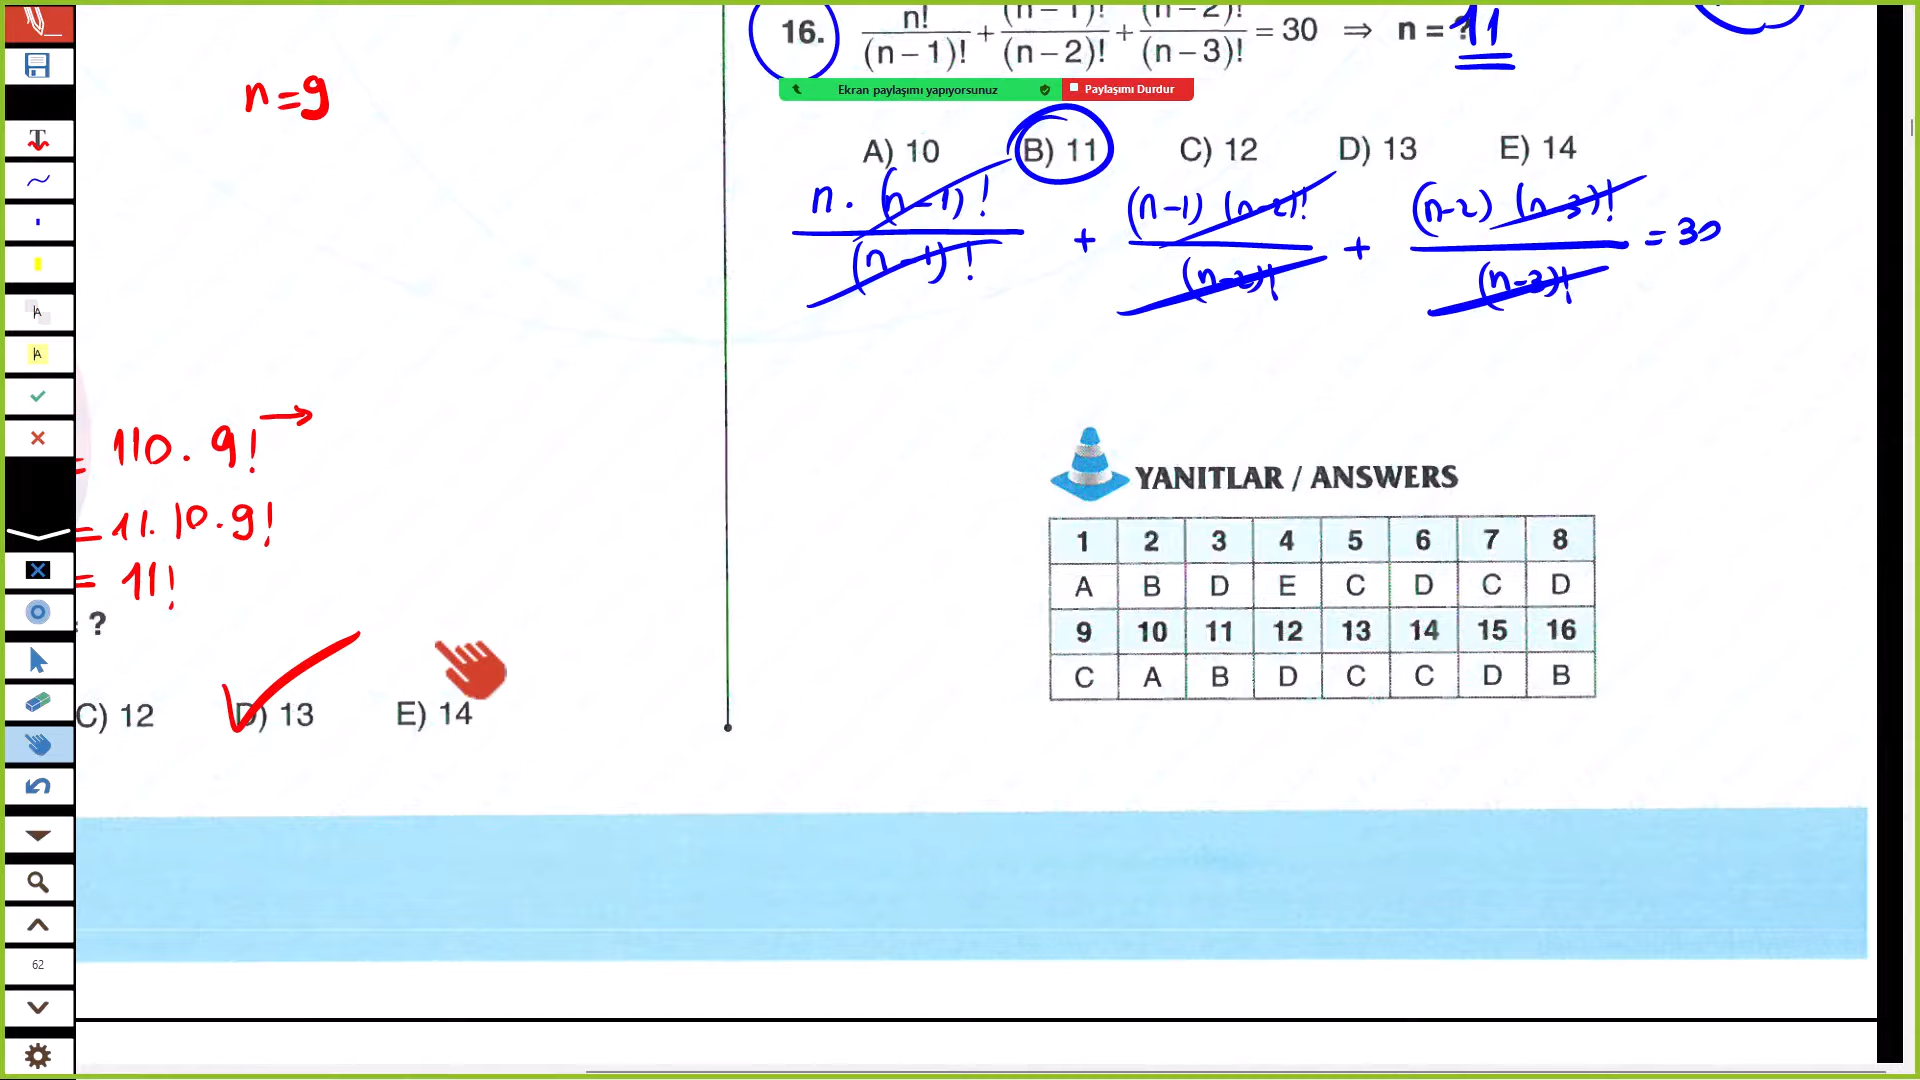 n=9
= 110 . 9!
= 11. 10. 9!
= 11!
= ?
C) 12 D) 13 E) 14
16. n!/(n − 1)! + (n − 1)!/(n − 2)! + (n − 2)!/(n − 3)! = 30 ⇒ n = ? 11
Ekran paylaşımı yapıyorsunuz Paylaşımı Durdur
A) 10 B) 11 C) 12 D) 13 E) 14
n . (n-1)!/(n-1)! + (n-1) (n-2)!/(n-2)! + (n-2) (n-3)!/(n-3)! = 30
YANITLAR / ANSWERS
1 2 3 4 5 6 7 8
A B D E C D C D
9 10 11 12 13 14 15 16
C A B D C C D B
62